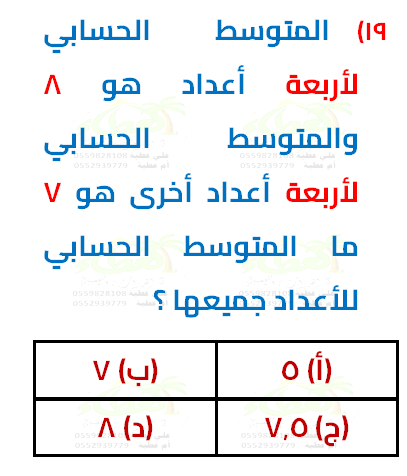 ١٩) المتوسط الحسابي
لأربعة أعداد هو ٨
والمتوسط الحسابي
لأربعة أعداد أخرى هو ٧
ما المتوسط الحسابي
للأعداد جميعها ؟
(أ) ٥ (ب) ٧
(ج) ٧,٥ (د) ٨